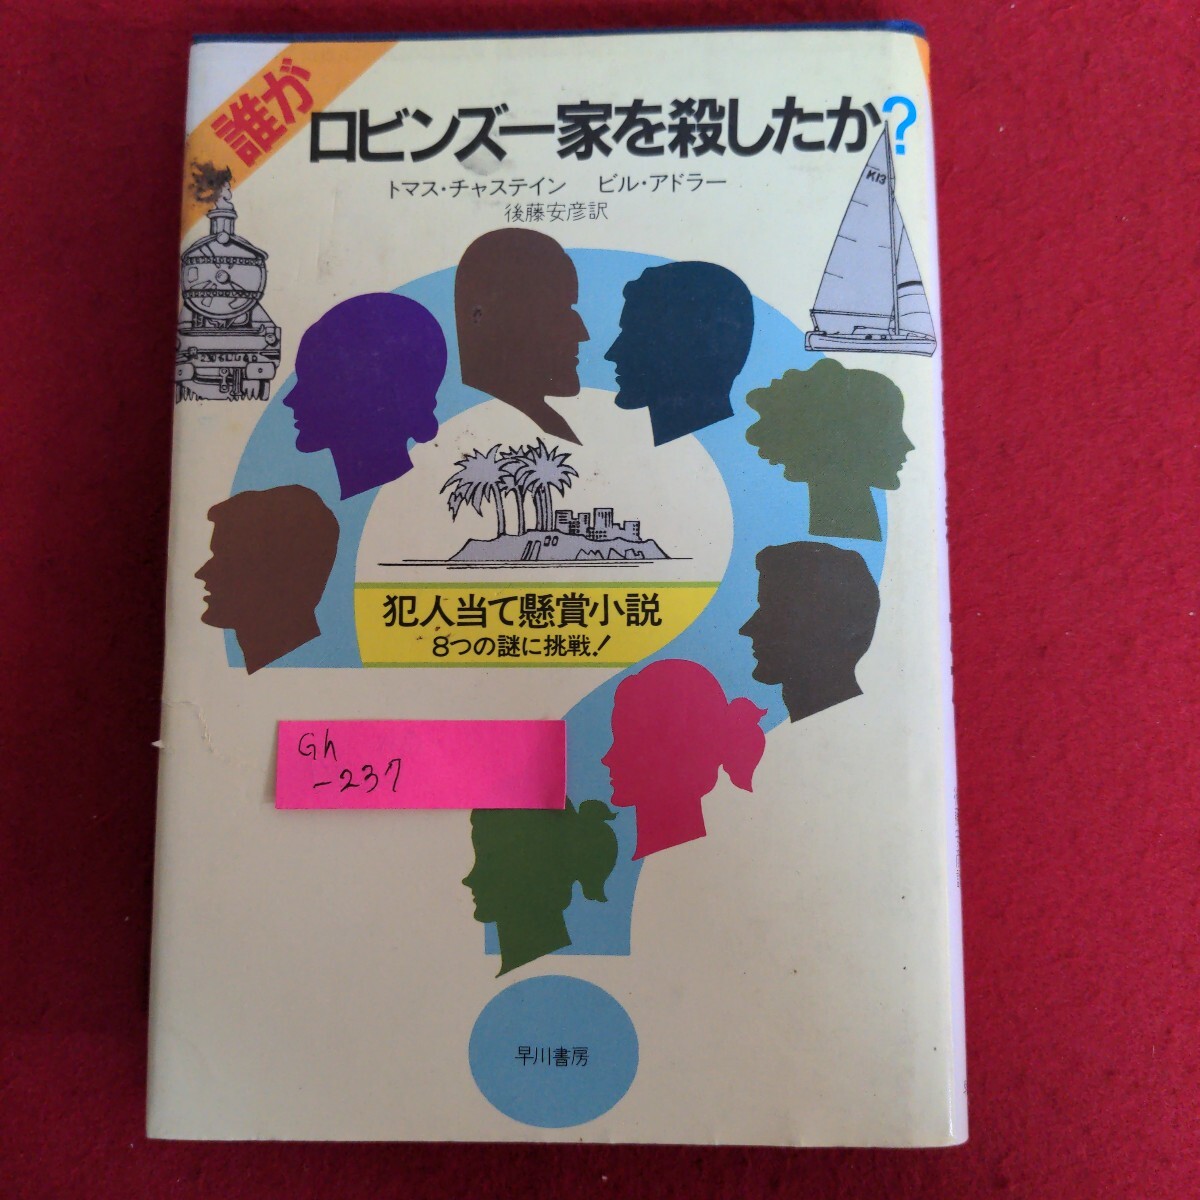 誰が
ロビンズ一家を殺したか?
トマス・チャステイン　ビル・アドラー
後藤安彦訳
K13
犯人当て懸賞小説
8つの謎に挑戦!
Gh
-237
早川書房